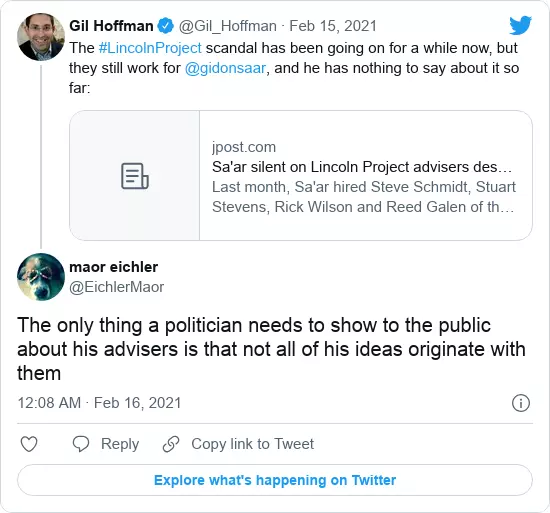 Gil Hoffman @Gil_Hoffman · Feb 15, 2021
The #LincolnProject scandal has been going on for a while now, but
they still work for @gidonsaar, and he has nothing to say about it so
far:
jpost.com
Sa'ar silent on Lincoln Project advisers des…
Last month, Sa'ar hired Steve Schmidt, Stuart
Stevens, Rick Wilson and Reed Galen of th…
maor eichler
@EichlerMaor
The only thing a politician needs to show to the public
about his advisers is that not all of his ideas originate with
them
12:08 AM · Feb 16, 2021
Reply
Copy link to Tweet
Explore what's happening on Twitter